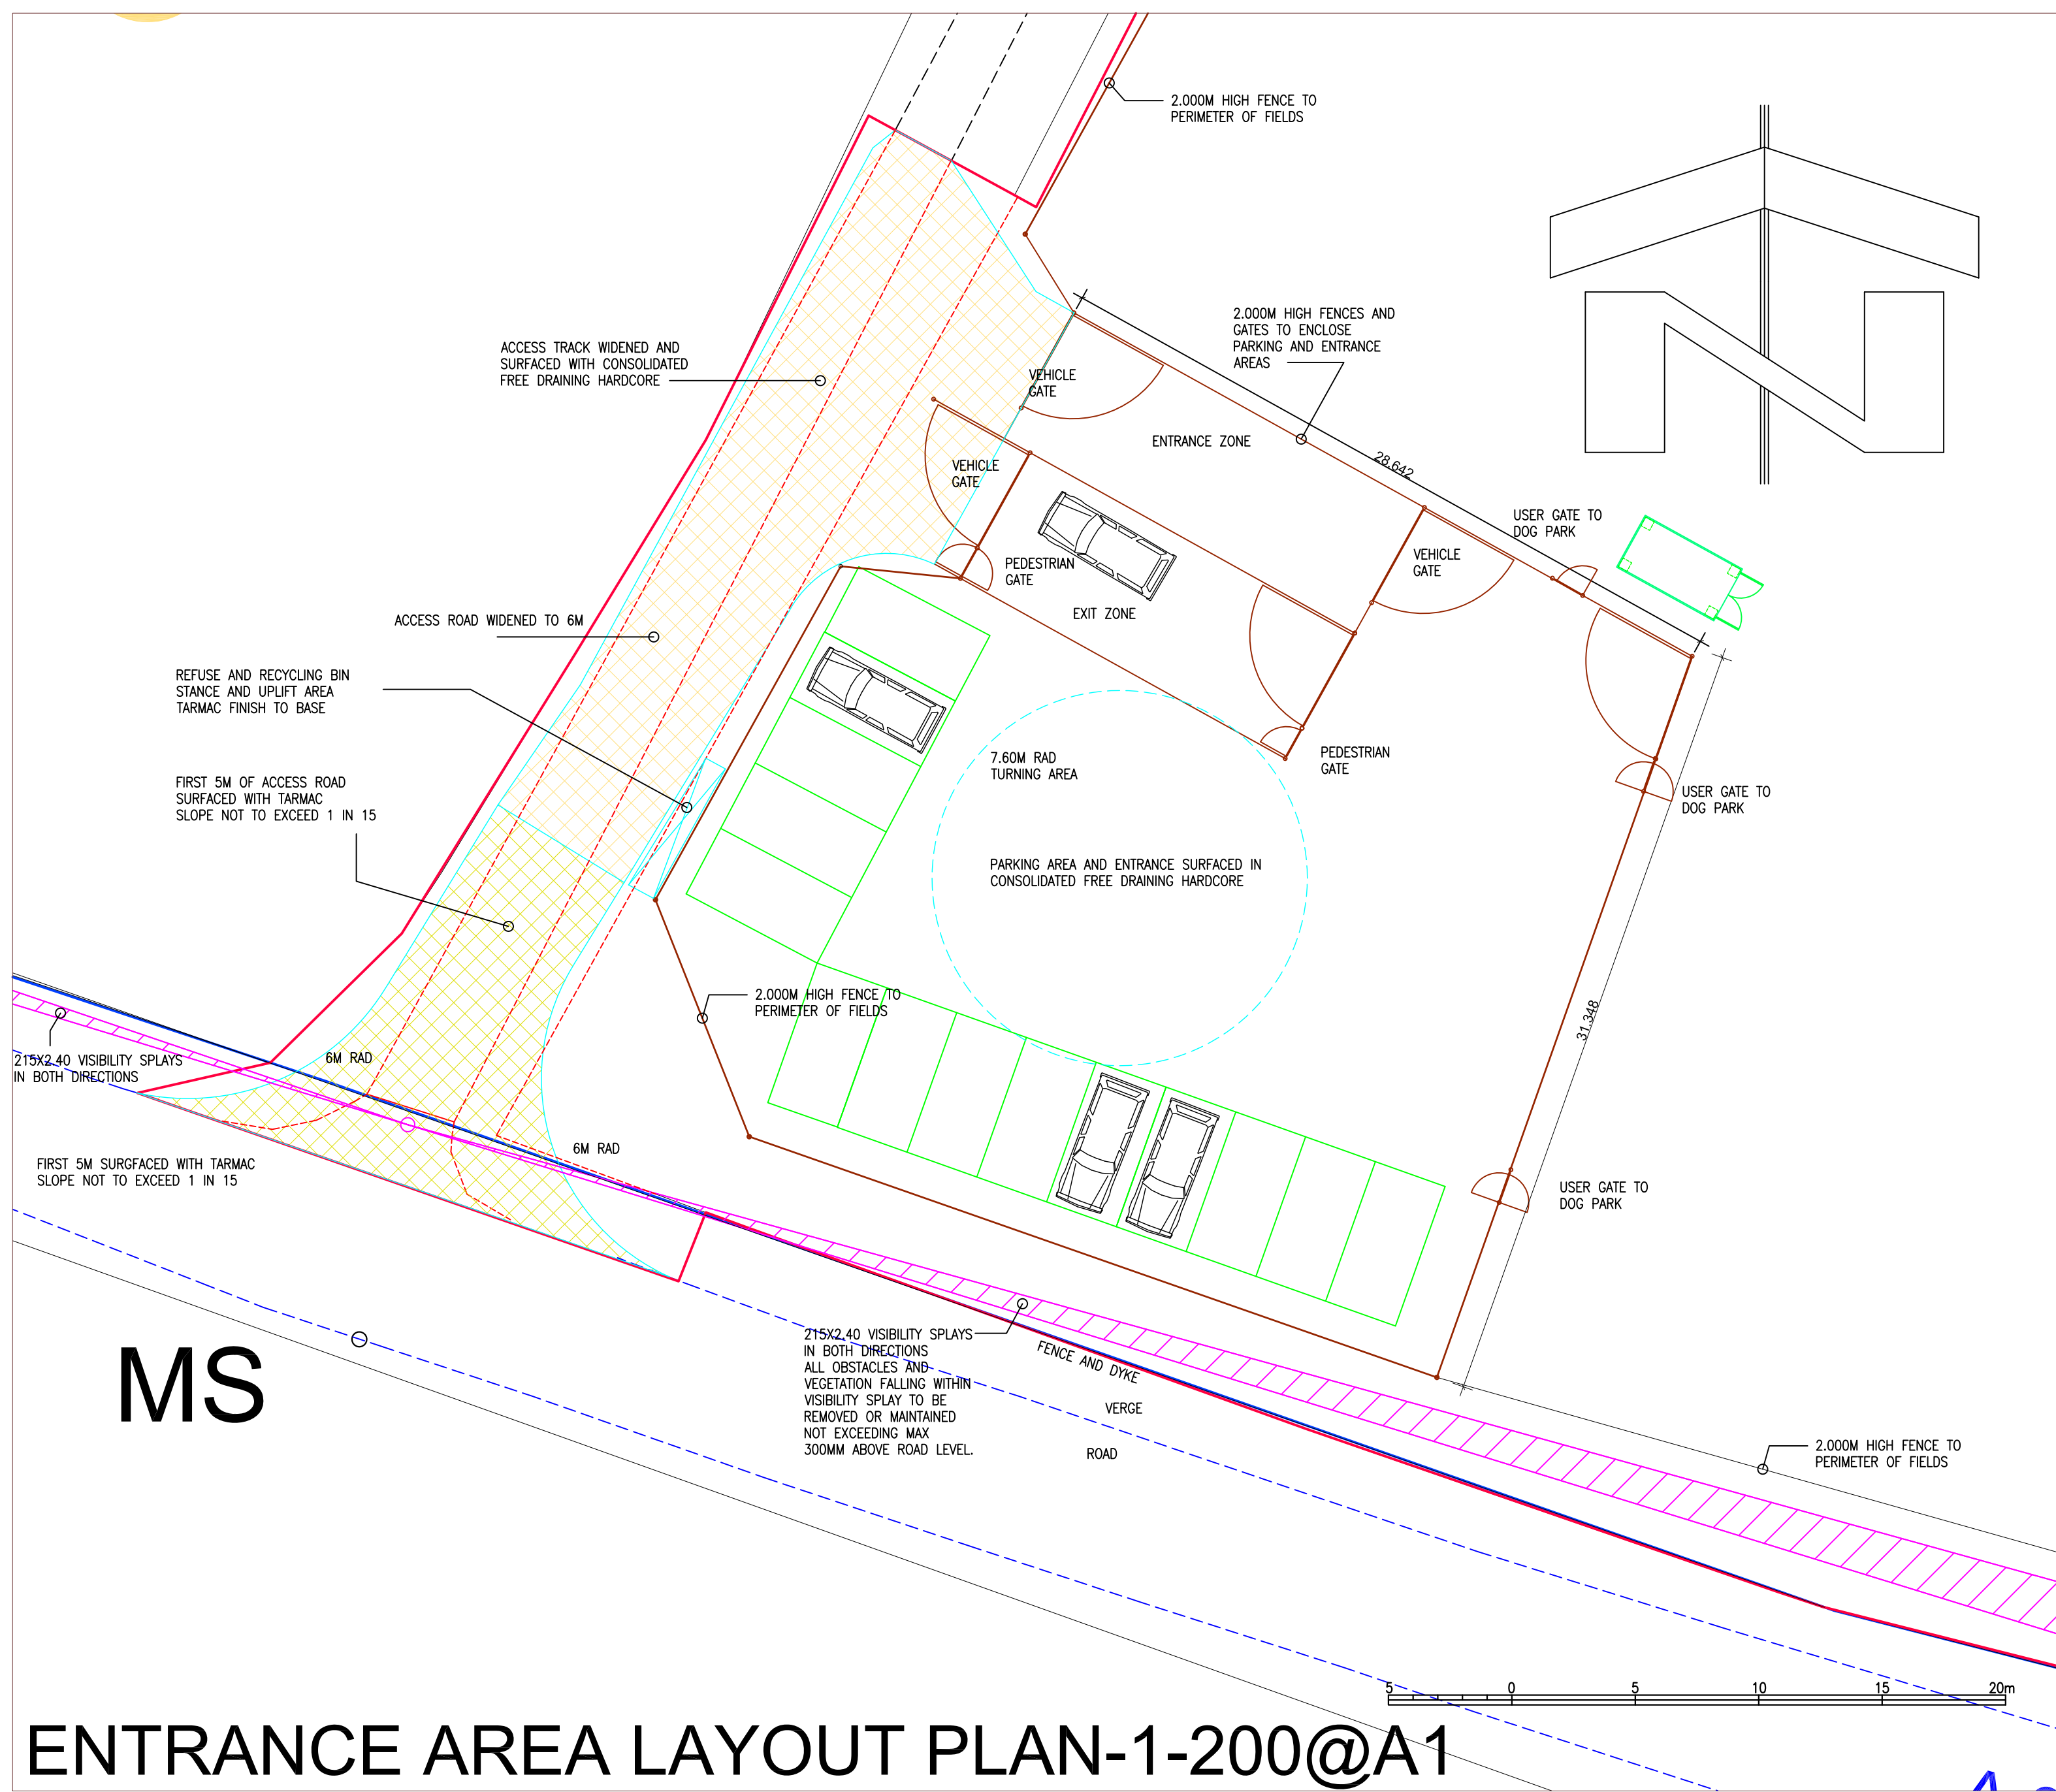 2.000M HIGH FENCE TO
PERIMETER OF FIELDS
2.000M HIGH FENCES AND
GATES TO ENCLOSE
PARKING AND ENTRANCE
AREAS
ACCESS TRACK WIDENED AND
SURFACED WITH CONSOLIDATED
FREE DRAINING HARDCORE
VEHICLE
GATE
ENTRANCE ZONE
28.642
VEHICLE
GATE
USER GATE TO
DOG PARK
VEHICLE
GATE
PEDESTRIAN
GATE
EXIT ZONE
ACCESS ROAD WIDENED TO 6M
REFUSE AND RECYCLING BIN
STANCE AND UPLIFT AREA
TARMAC FINISH TO BASE
7.60M RAD
TURNING AREA
PEDESTRIAN
GATE
FIRST 5M OF ACCESS ROAD
SURFACED WITH TARMAC
SLOPE NOT TO EXCEED 1 IN 15
USER GATE TO
DOG PARK
PARKING AREA AND ENTRANCE SURFACED IN
CONSOLIDATED FREE DRAINING HARDCORE
2.000M HIGH FENCE TO
PERIMETER OF FIELDS
31.348
215X2.40 VISIBILITY SPLAYS
IN BOTH DIRECTIONS
6M RAD
6M RAD
FIRST 5M SURGFACED WITH TARMAC
SLOPE NOT TO EXCEED 1 IN 15
USER GATE TO
DOG PARK
MS
215X2.40 VISIBILITY SPLAYS
IN BOTH DIRECTIONS
ALL OBSTACLES AND
VEGETATION FALLING WITHIN
VISIBILITY SPLAY TO BE
REMOVED OR MAINTAINED
NOT EXCEEDING MAX
300MM ABOVE ROAD LEVEL.
FENCE AND DYKE
VERGE
ROAD
2.000M HIGH FENCE TO
PERIMETER OF FIELDS
5 0 5 10 15 20m
ENTRANCE AREA LAYOUT PLAN-1-200@A1
N